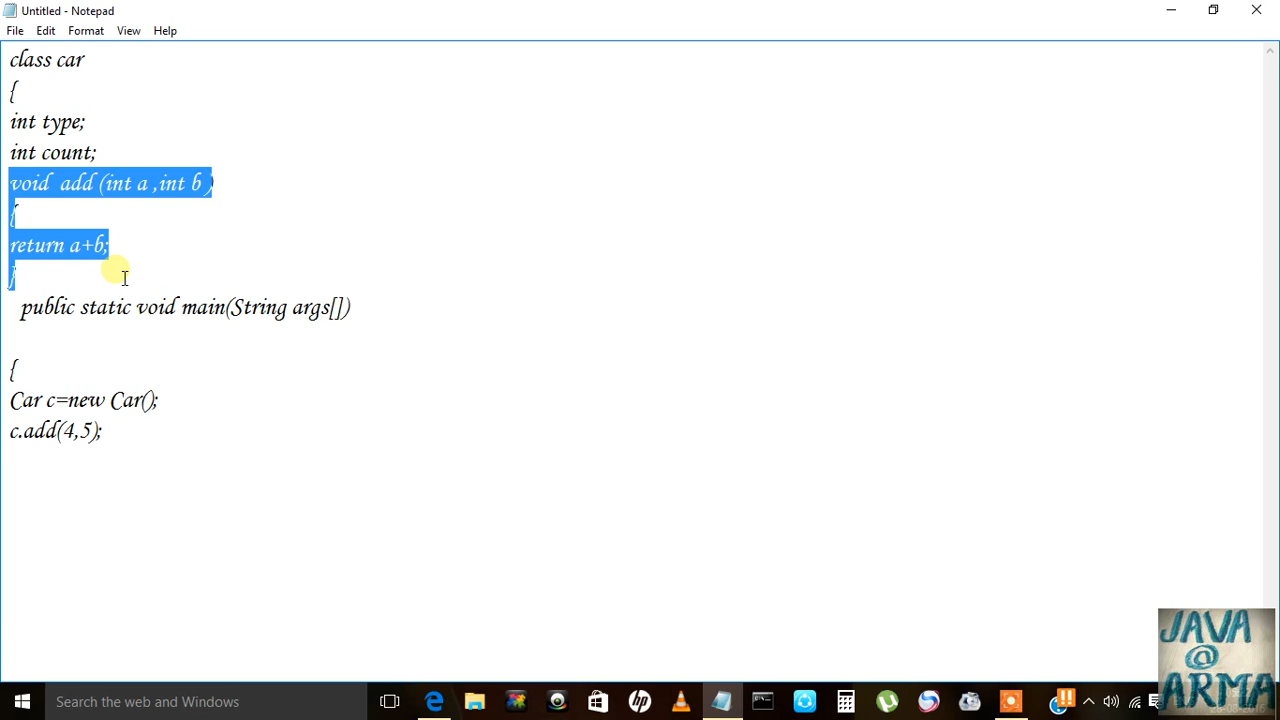 Untitled - Notepad
File Edit Format View Help
class car
{
int type;
int count;
void  add (int a ,int b )
{
return a+b;
}
public static void main(String args[])
{
Car c=new Car();
c.add(4,5);
JAVA
@
ARMA
Search the web and Windows
hp